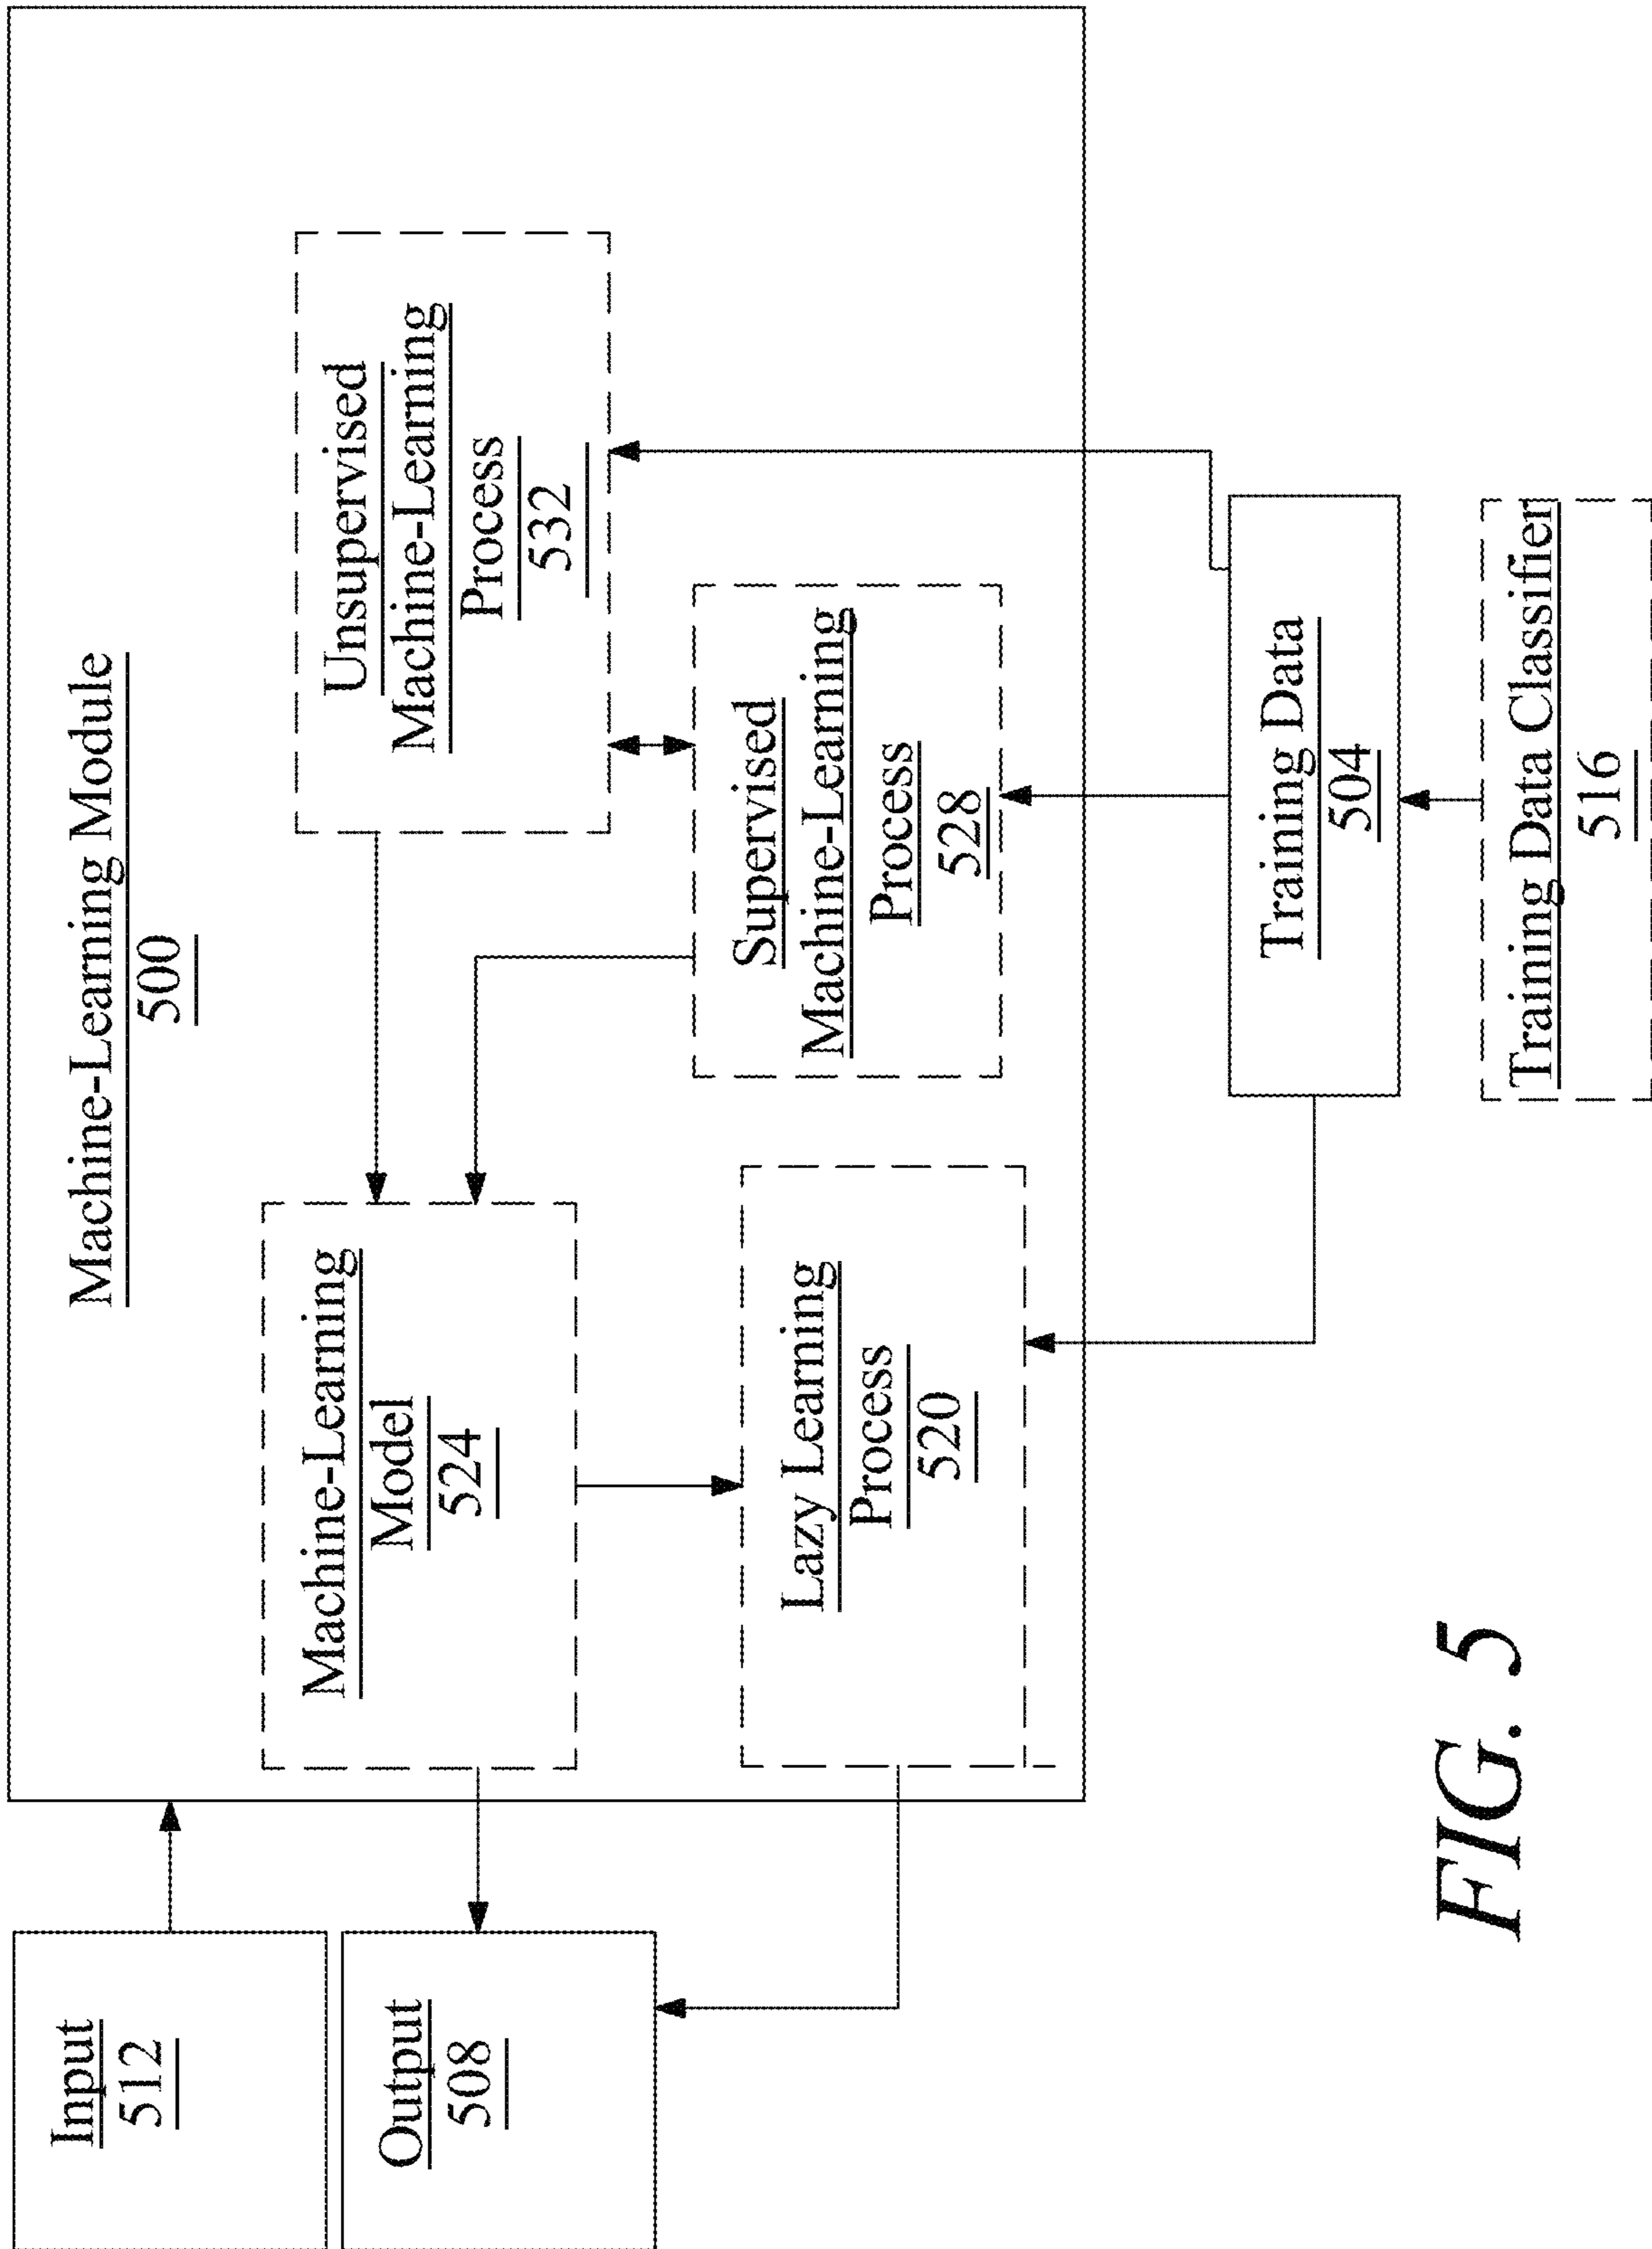 Machine-Learning Module
500
Input
512
Output
508
Machine-Learning
Model
524
Unsupervised
Machine-Learning
Process
532
Lazy Learning
Process
520
Supervised
Machine-Learning
Process
528
Training Data
504
Training Data Classifier
516
FIG. 5